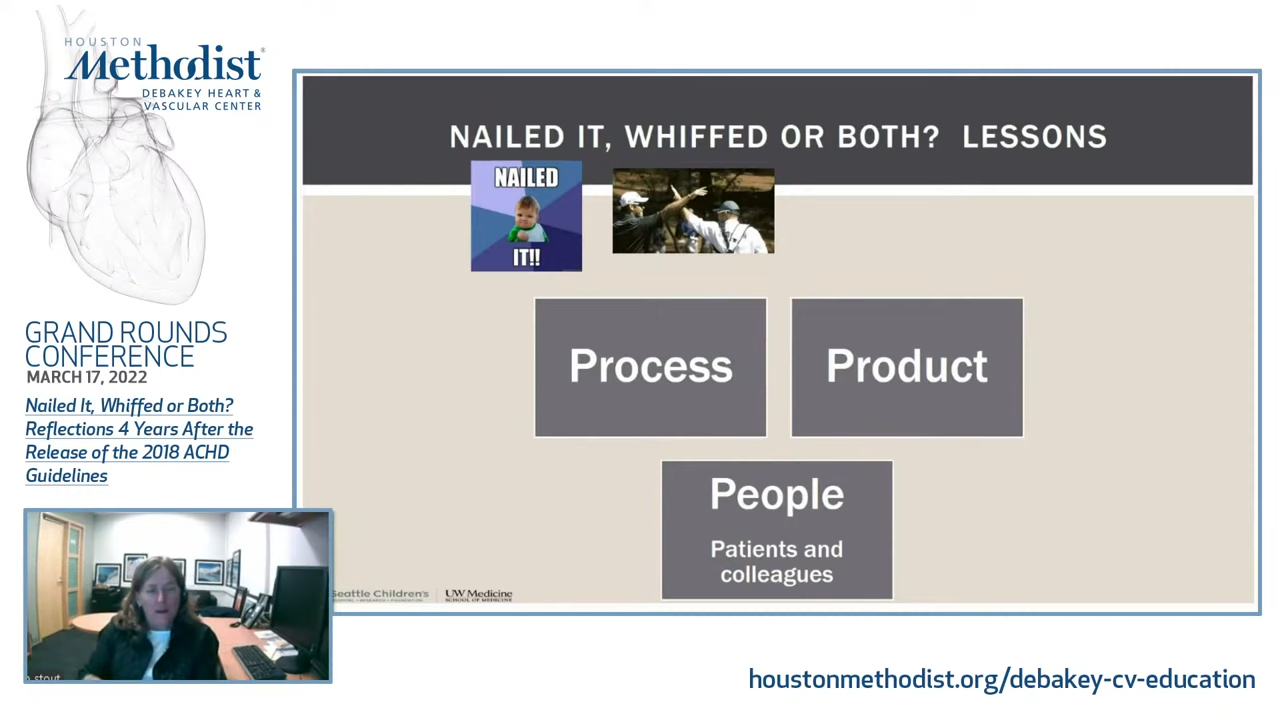 HOUSTON
Methodist®
DEBAKEY HEART &
VASCULAR CENTER
GRAND ROUNDS
CONFERENCE
MARCH 17, 2022
Nailed It, Whiffed or Both?
Reflections 4 Years After the
Release of the 2018 ACHD
Guidelines
stout
NAILED IT, WHIFFED OR BOTH? LESSONS
NAILED
IT!!
Process
Product
People
Patients and
colleagues
Seattle Children's
UW Medicine
SCHOOL OF MEDICINE
houstonmethodist.org/debakey-cv-education